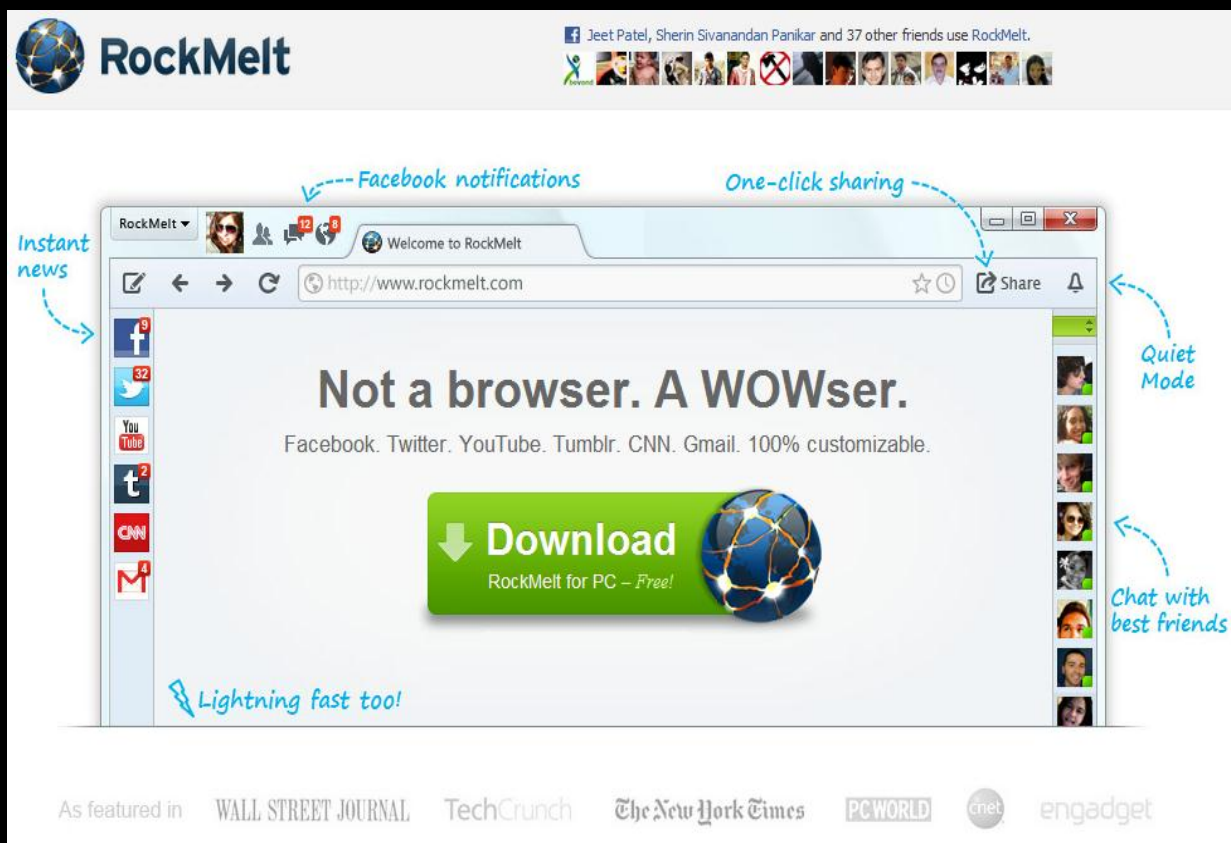 RockMelt
Jeet Patel, Sherin Sivanandan Panikar and 37 other friends use RockMelt.
beyond
Facebook notifications
One-click sharing
Instant
news
RockMelt
12
8
Welcome to RockMelt
http://www.rockmelt.com
Share
Quiet
Mode
f 9
32
You
Tube
t 2
CNN
M 4
Not a browser. A WOWser.
Facebook. Twitter. YouTube. Tumblr. CNN. Gmail. 100% customizable.
Download
RockMelt for PC – Free!
Chat with
best friends
Lightning fast too!
As featured in WALL STREET JOURNAL TechCrunch The New York Times PC WORLD cnet engadget